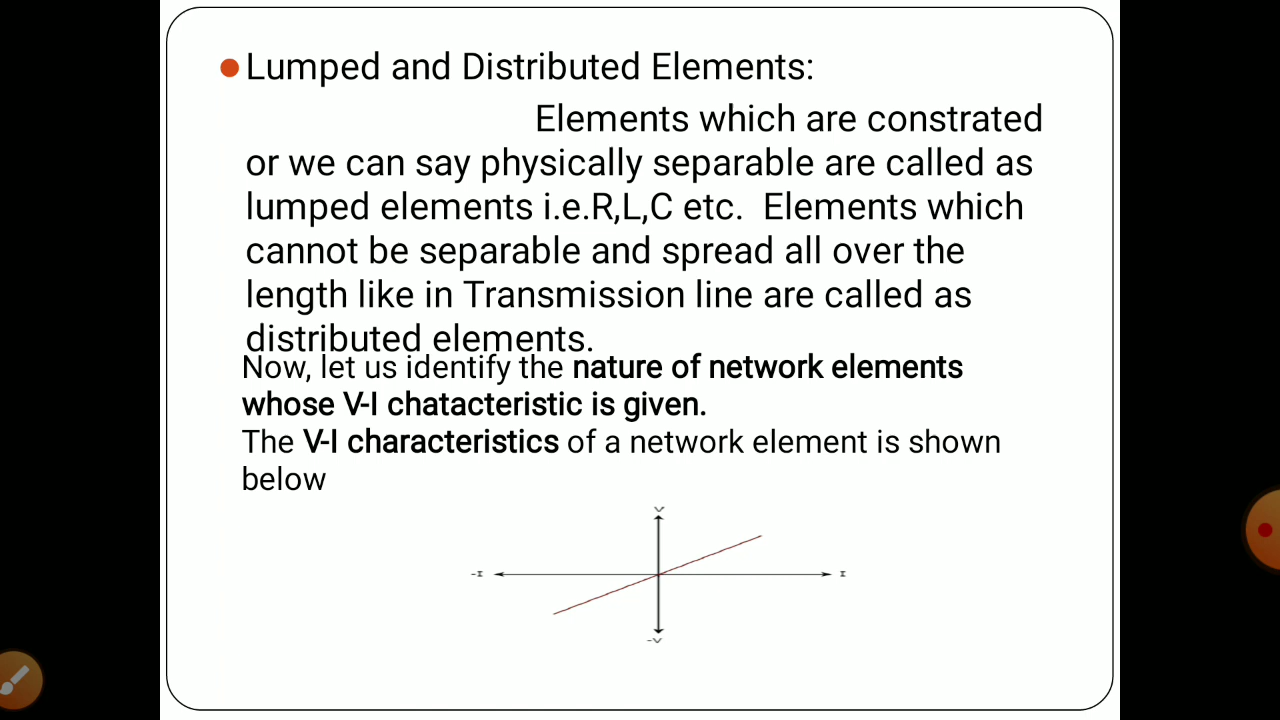 Lumped and Distributed Elements:
Elements which are constrated
or we can say physically separable are called as
lumped elements i.e.R,L,C etc. Elements which
cannot be separable and spread all over the
length like in Transmission line are called as
distributed elements.
Now, let us identify the nature of network elements
whose V-I chatacteristic is given.
The V-I characteristics of a network element is shown
below
V
-I
I
-V